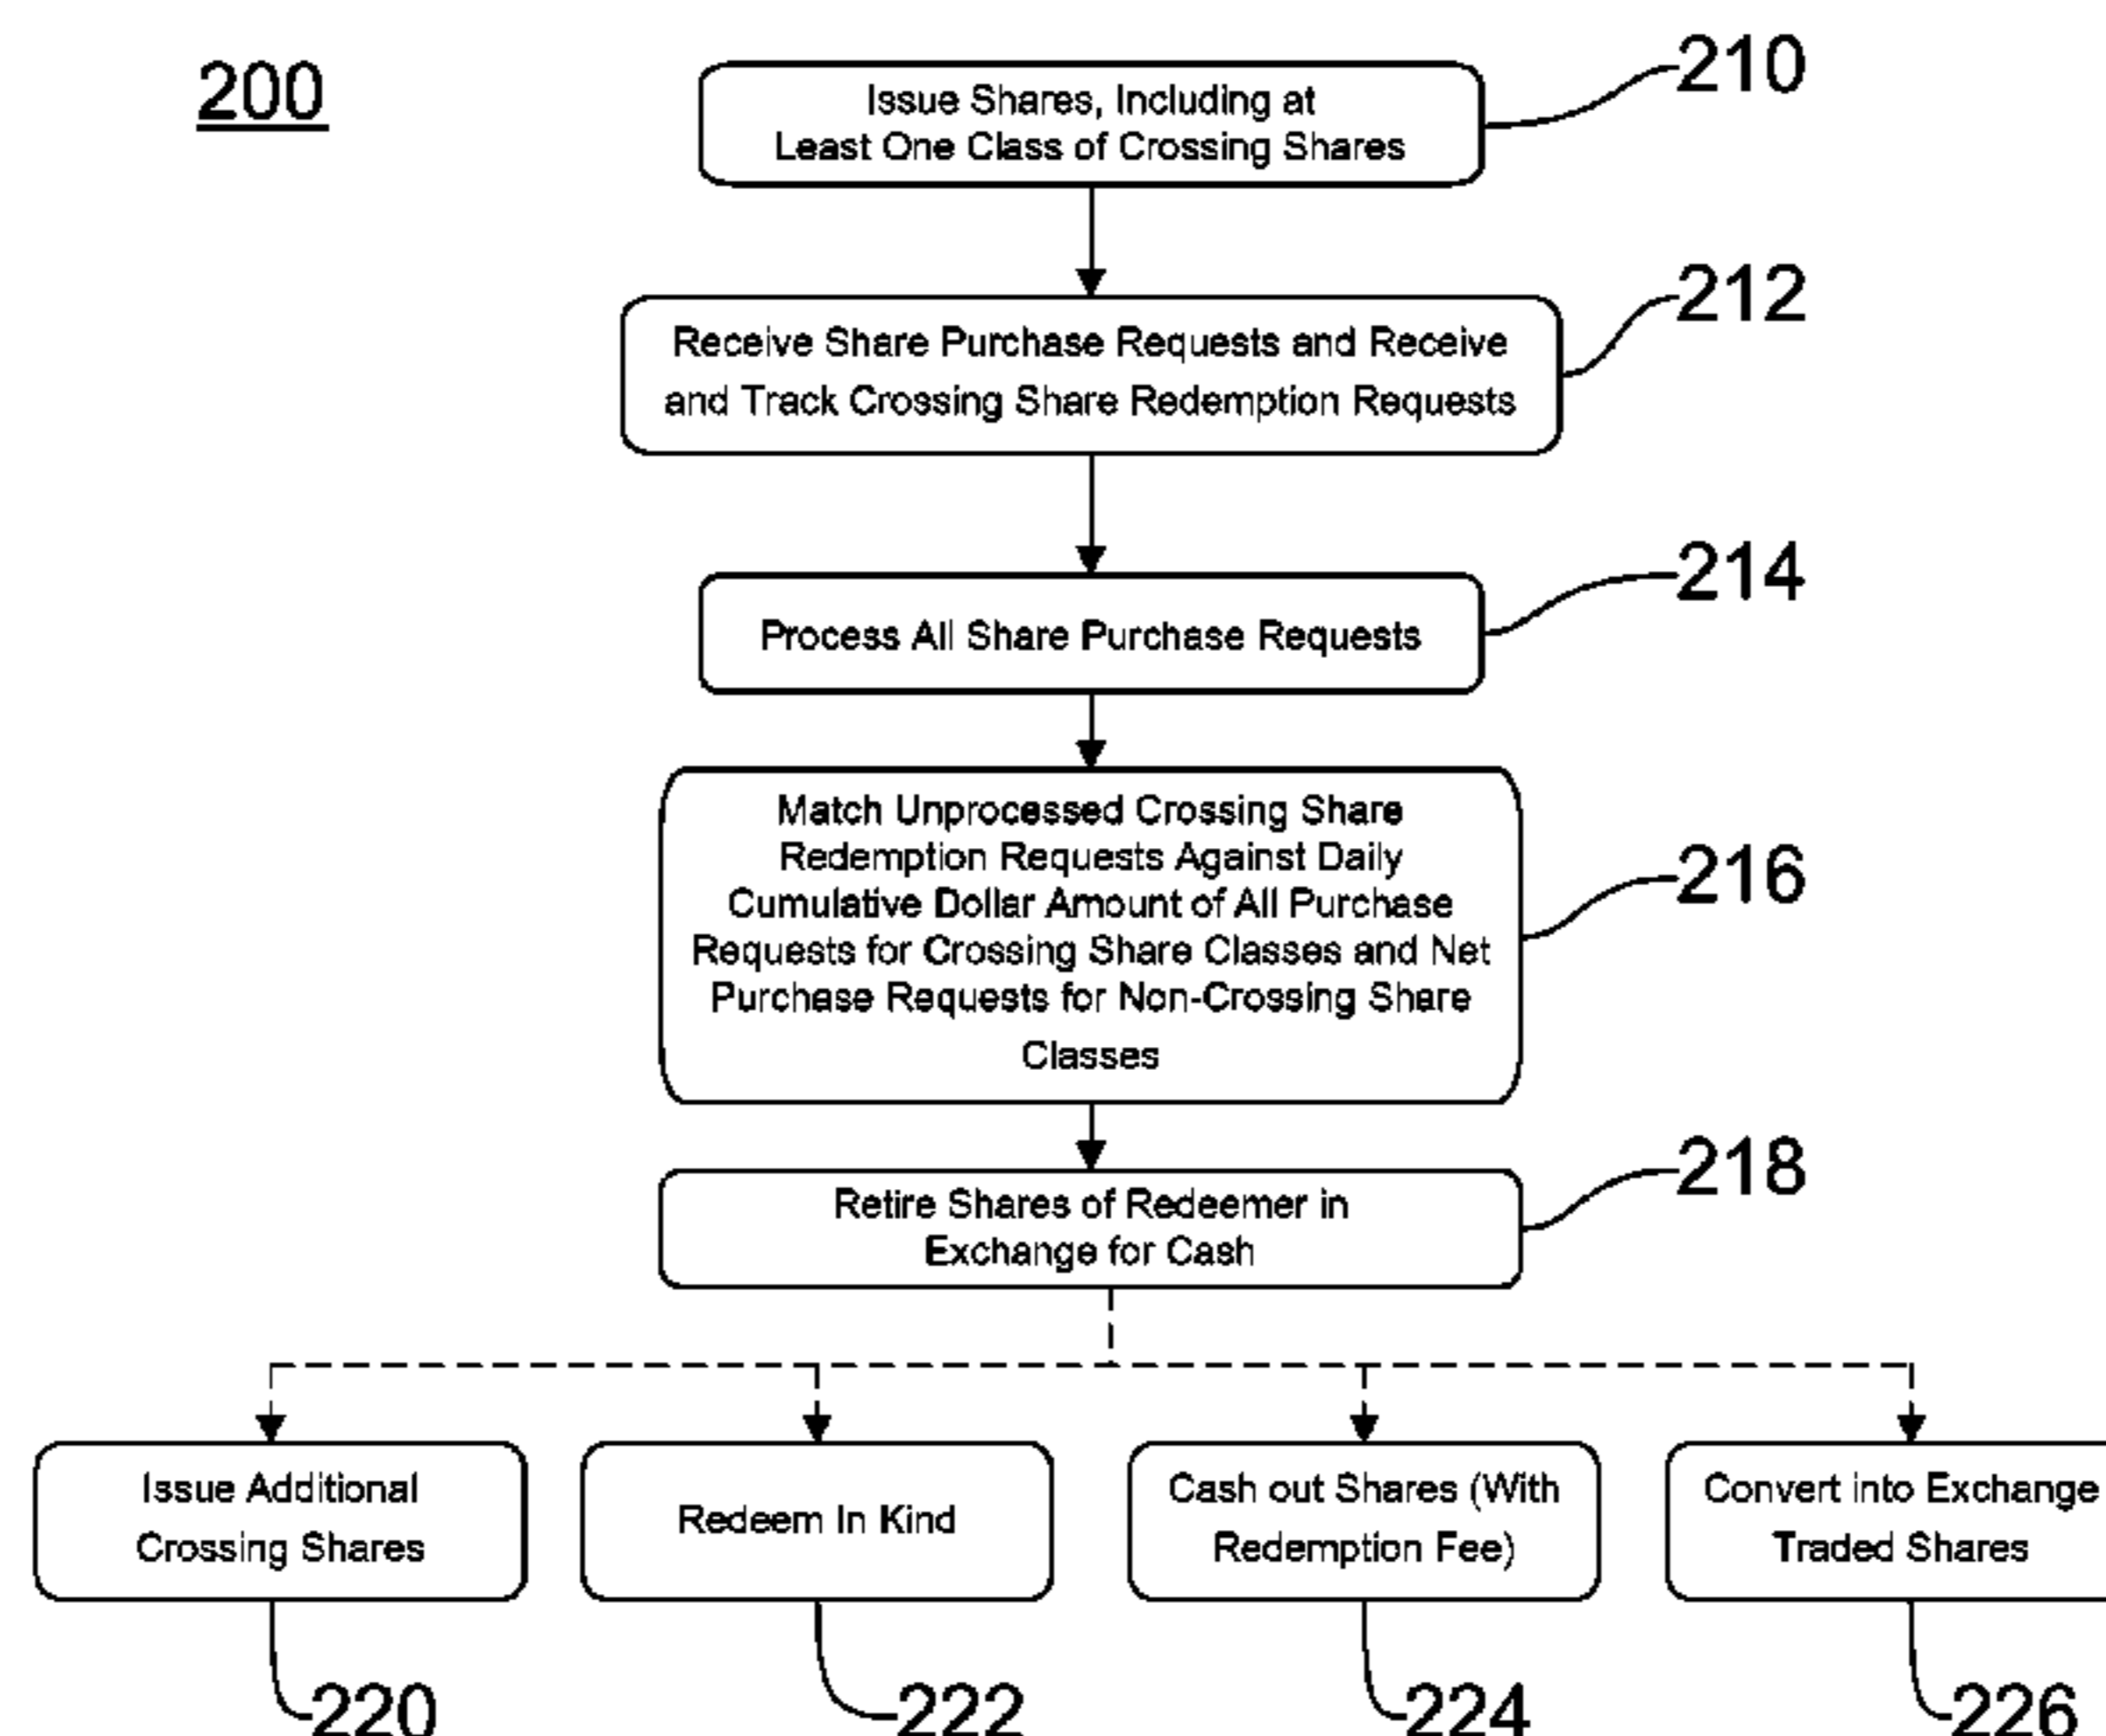 200
210
Issue Shares, Including at
Least One Class of Crossing Shares
212
Receive Share Purchase Requests and Receive
and Track Crossing Share Redemption Requests
214
Process All Share Purchase Requests
216
Match Unprocessed Crossing Share
Redemption Requests Against Daily
Cumulative Dollar Amount of All Purchase
Requests for Crossing Share Classes and Net
Purchase Requests for Non-Crossing Share
Classes
218
Retire Shares of Redeemer in
Exchange for Cash
Issue Additional
Crossing Shares
Redeem In Kind
Cash out Shares (With
Redemption Fee)
Convert into Exchange
Traded Shares
220
222
224
226